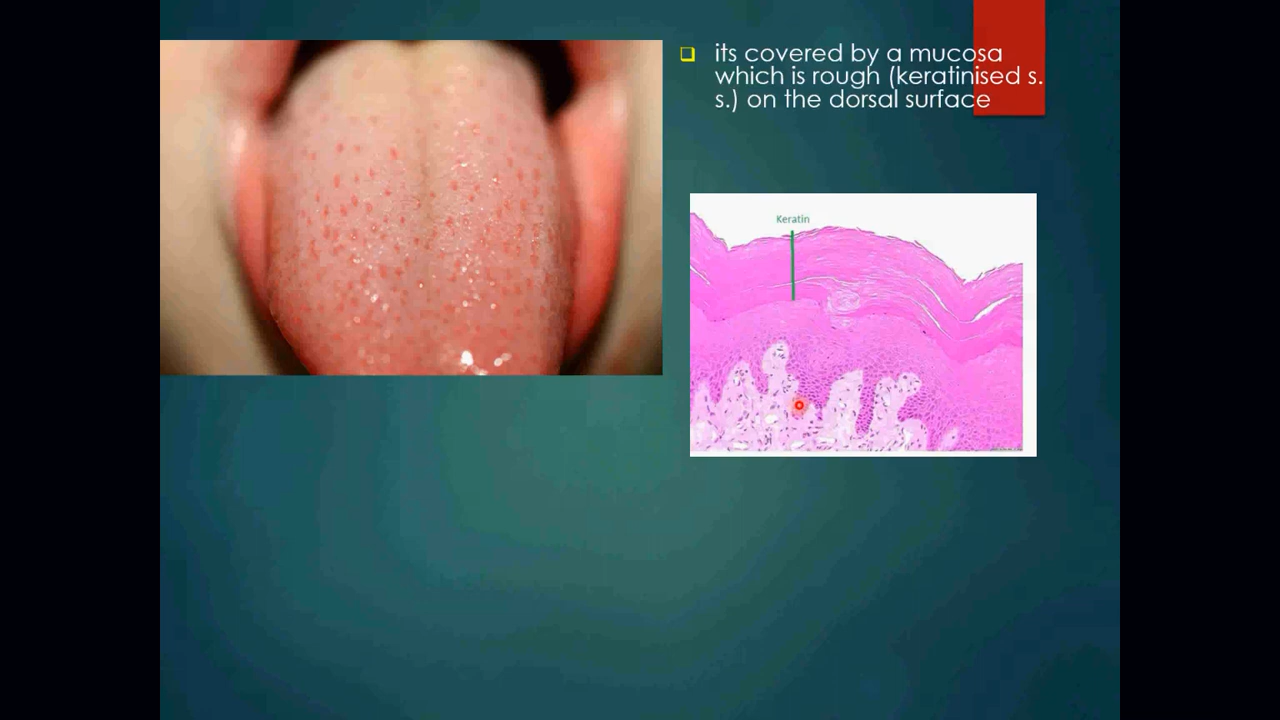 its covered by a mucosa
which is rough (keratinised s.
s.) on the dorsal surface
Keratin